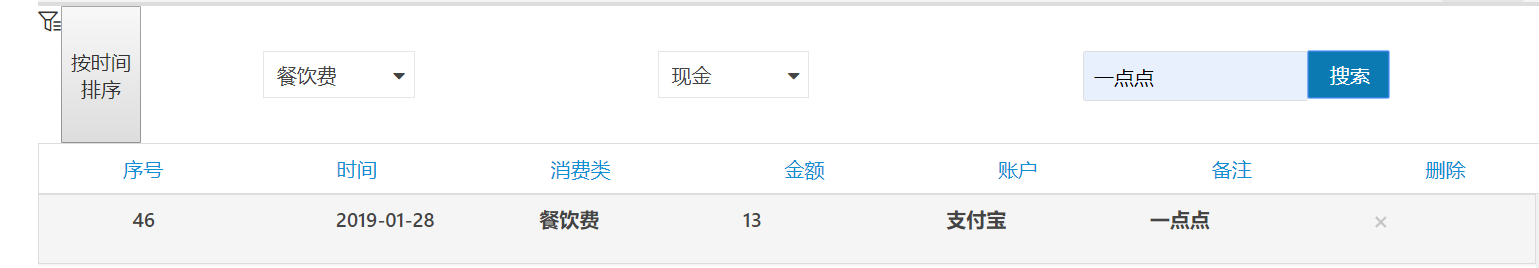 按时间
排序
餐饮费
现金
一点点
搜索
序号 时间 消费类 金额 账户 备注 删除
46 2019-01-28 餐饮费 13 支付宝 一点点 ×